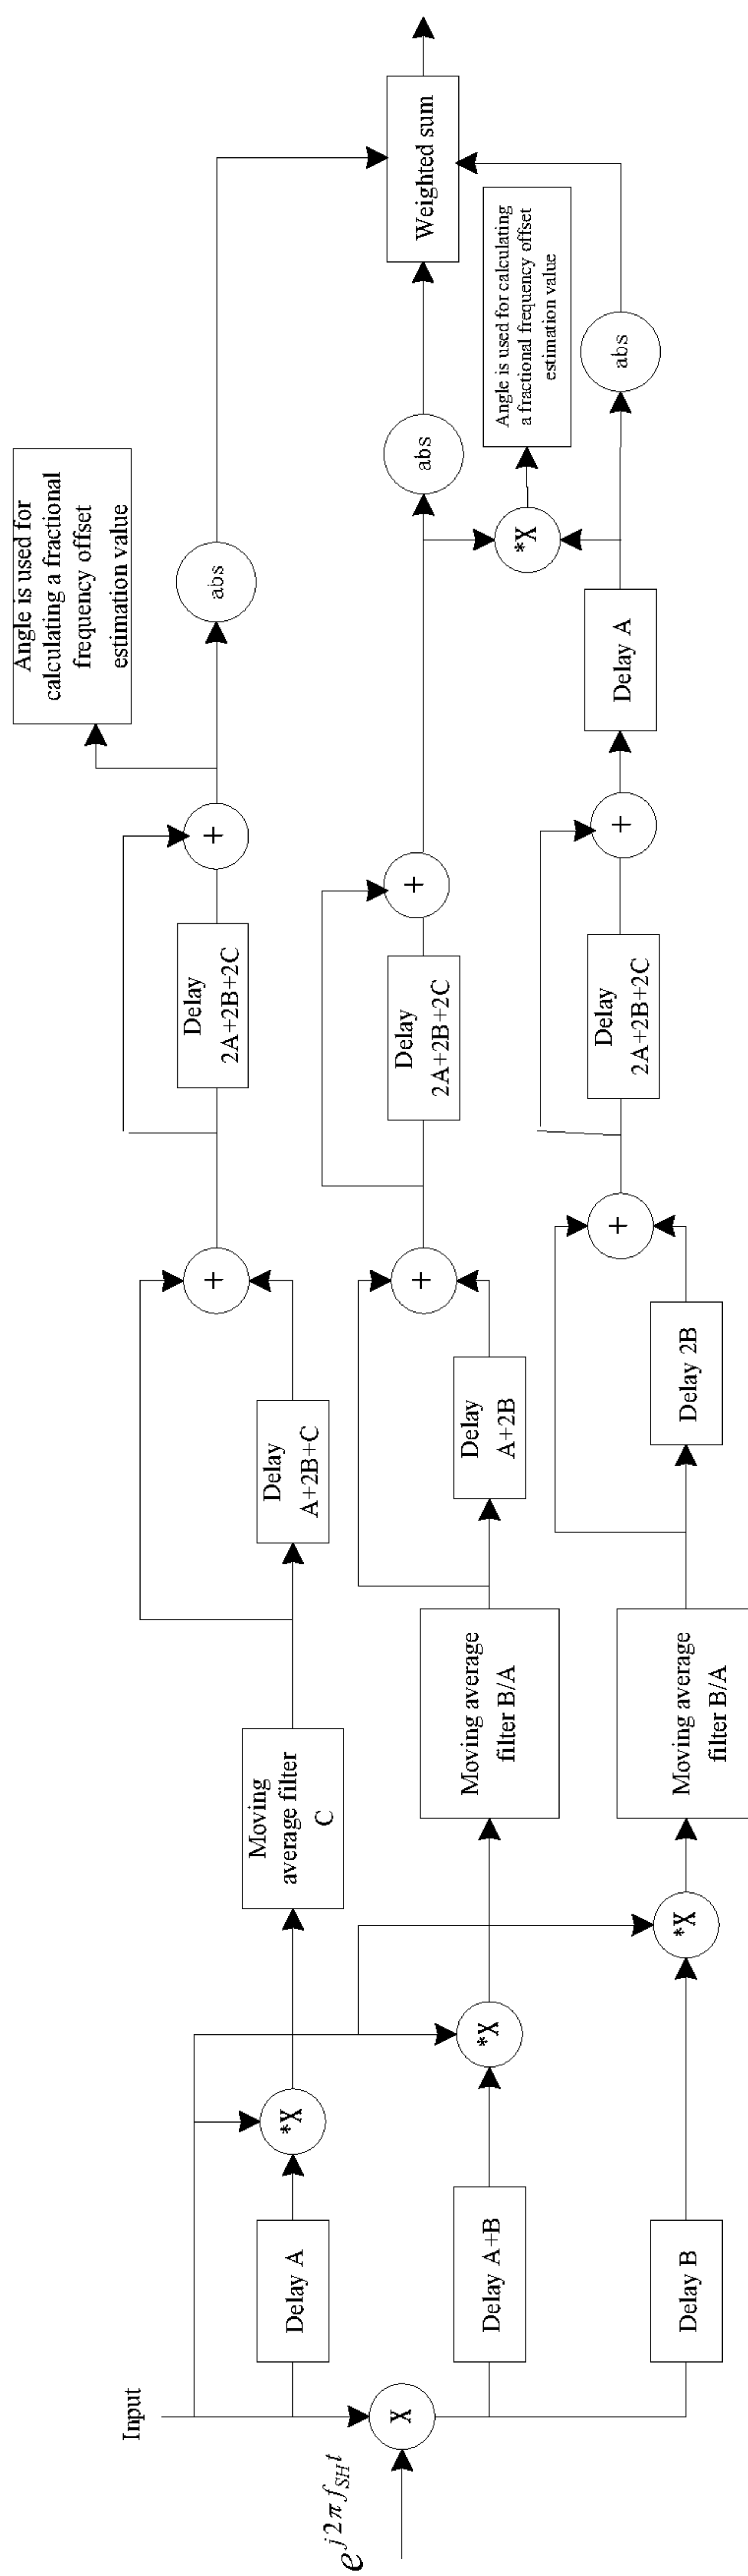 Input
e^{j2πf_{SH}t}
X
Delay A
Delay A+B
Delay B
*X
*X
*X
Moving
average filter
C
Moving average
filter B/A
Moving average
filter B/A
Delay
A+2B+C
Delay
A+2B
Delay 2B
+
+
+
Delay
2A+2B+2C
Delay
2A+2B+2C
Delay
2A+2B+2C
+
+
+
Delay A
Angle is used for
calculating a fractional
frequency offset
estimation value
abs
abs
*X
Angle is used for calculating
a fractional frequency offset
estimation value
abs
Weighted sum